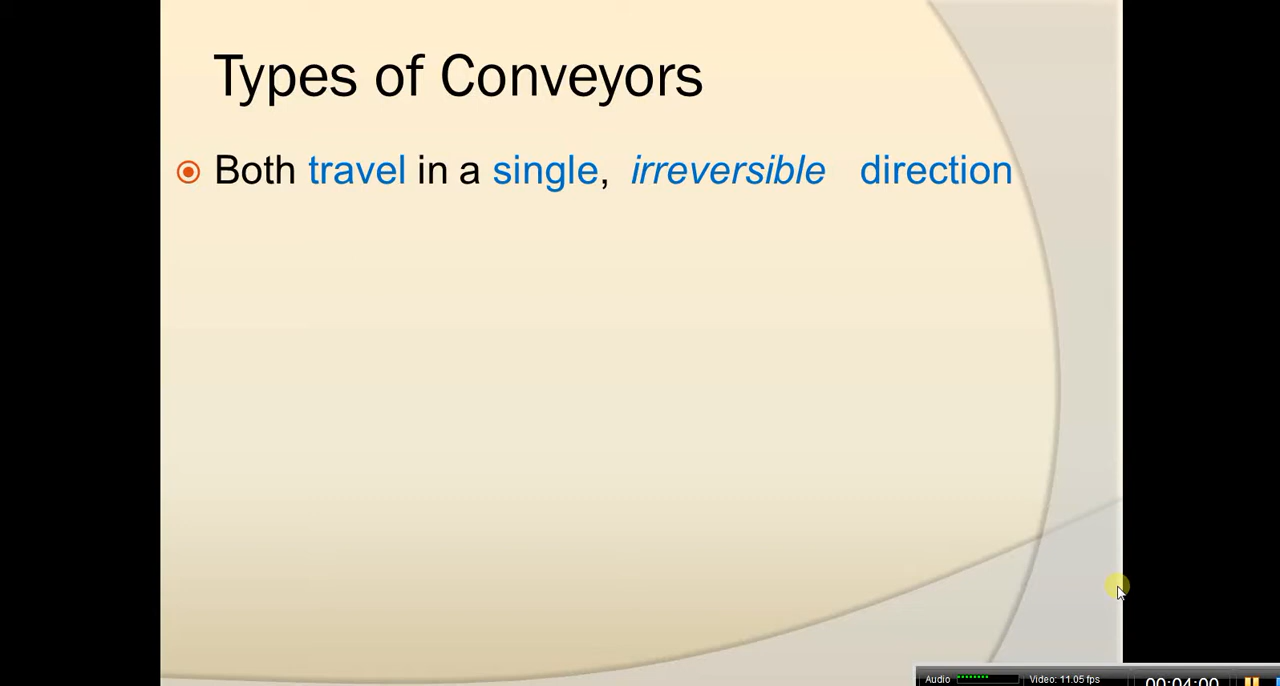 Types of Conveyors
Both travel in a single, irreversible direction
Audio Video: 11.05 fps 00:04:00